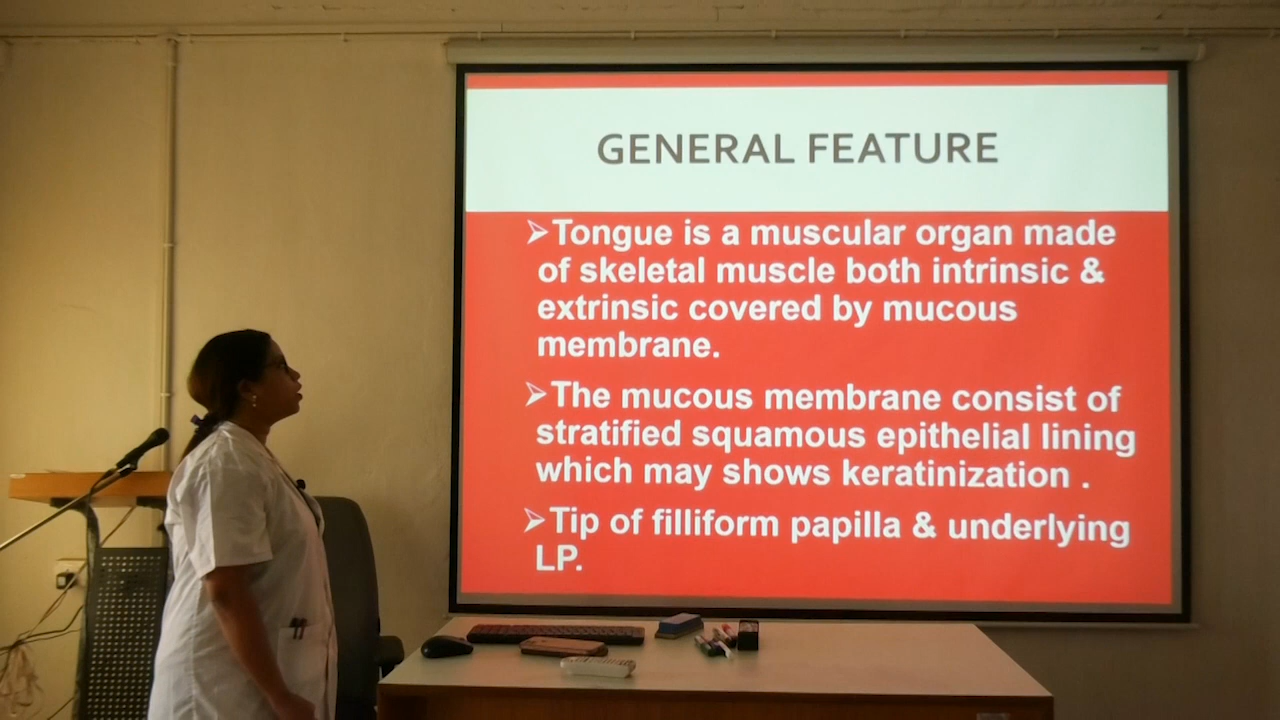 GENERAL FEATURE
➢Tongue is a muscular organ made
of skeletal muscle both intrinsic &
extrinsic covered by mucous
membrane.
➢The mucous membrane consist of
stratified squamous epithelial lining
which may shows keratinization .
➢Tip of filliform papilla & underlying
LP.